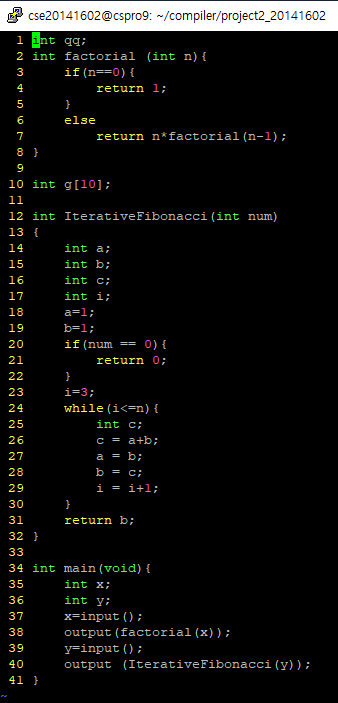 cse20141602@cspro9: ~/compiler/project2_20141602
1 int qq;
2 int factorial (int n){
3     if(n==0){
4         return 1;
5     }
6     else
7         return n*factorial(n-1);
8 }
9
10 int g[10];
11
12 int IterativeFibonacci(int num)
13 {
14     int a;
15     int b;
16     int c;
17     int i;
18     a=1;
19     b=1;
20     if(num == 0){
21         return 0;
22     }
23     i=3;
24     while(i<=n){
25         int c;
26         c = a+b;
27         a = b;
28         b = c;
29         i = i+1;
30     }
31     return b;
32 }
33
34 int main(void){
35     int x;
36     int y;
37     x=input();
38     output(factorial(x));
39     y=input();
40     output (IterativeFibonacci(y));
41 }
~